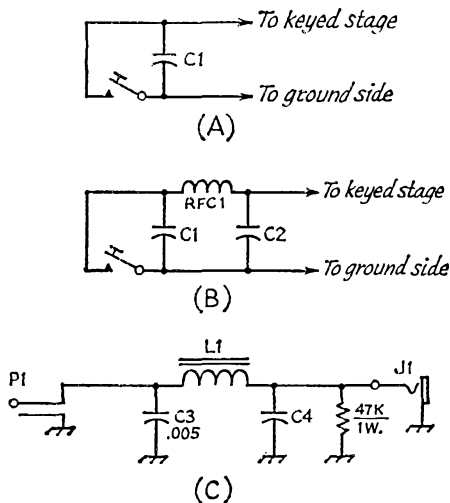 To keyed stage
C1
To ground side
(A)
To keyed stage
RFC1
C1
C2
To ground side
(B)
L1
P1
J1
C3
.005
C4
47K
1W.
(C)